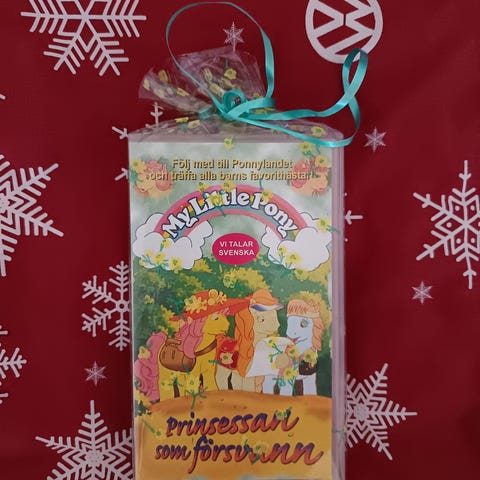 Följ med till Ponnylandet
och träffa alla barns favorithästar!
My Little Pony
VI TALAR
SVENSKA
Prinsessan
som försvann